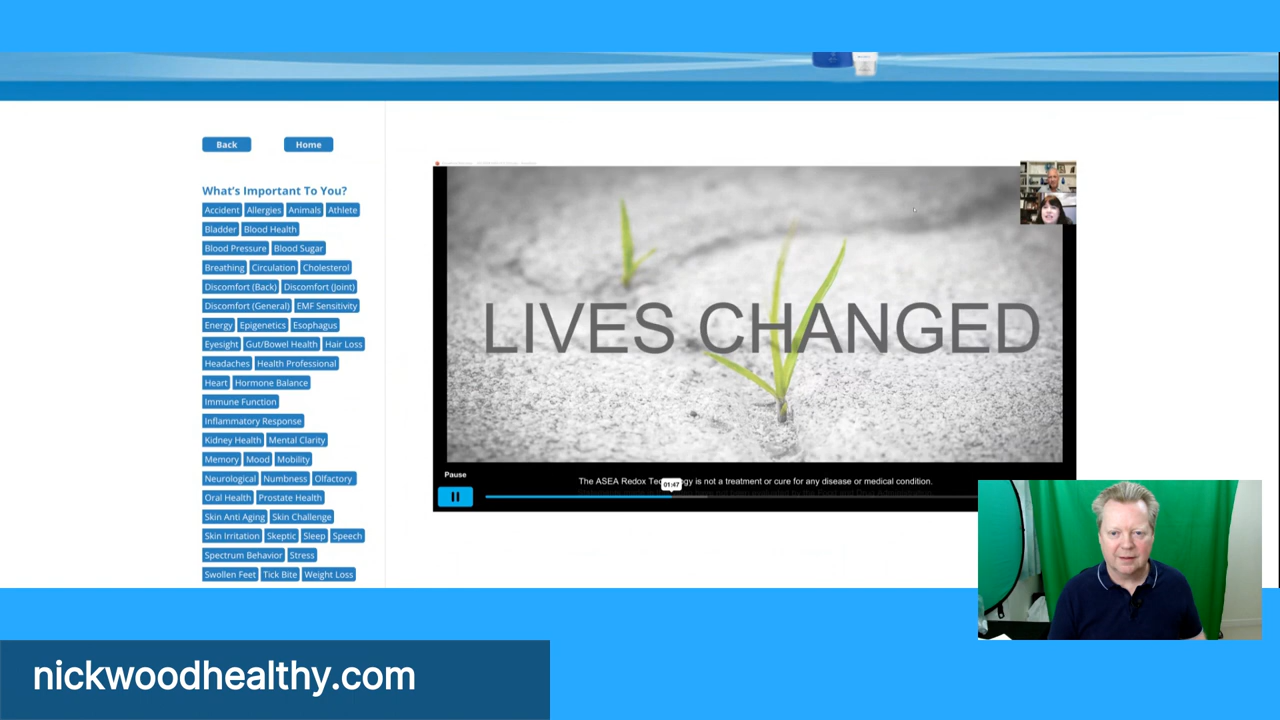 Back Home
What's Important To You?
Accident Allergies Animals Athlete
Bladder Blood Health
Blood Pressure Blood Sugar
Breathing Circulation Cholesterol
Discomfort (Back) Discomfort (Joint)
Discomfort (General) EMF Sensitivity
Energy Epigenetics Esophagus
Eyesight Gut/Bowel Health Hair Loss
Headaches Health Professional
Heart Hormone Balance
Immune Function
Inflammatory Response
Kidney Health Mental Clarity
Memory Mood Mobility
Neurological Numbness Olfactory
Oral Health Prostate Health
Skin Anti Aging Skin Challenge
Skin Irritation Skeptic Sleep Speech
Spectrum Behavior Stress
Swollen Feet Tick Bite Weight Loss
LIVES CHANGED
Pause
The ASEA Redox is not a treatment or cure for any disease or medical condition.
01:47
nickwoodhealthy.com